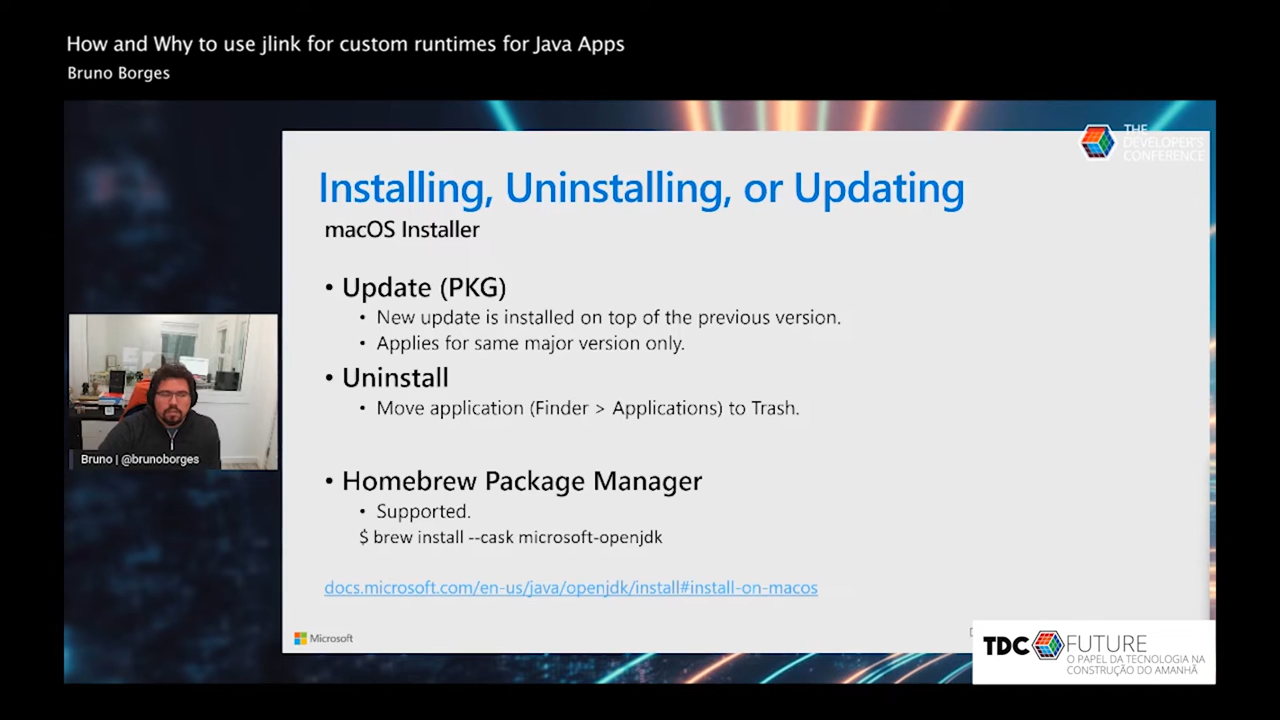 How and Why to use jlink for custom runtimes for Java Apps
Bruno Borges
THE
DEVELOPER'S
CONFERENCE
Installing, Uninstalling, or Updating
macOS Installer
• Update (PKG)
• New update is installed on top of the previous version.
• Applies for same major version only.
• Uninstall
• Move application (Finder > Applications) to Trash.
• Homebrew Package Manager
• Supported.
$ brew install --cask microsoft-openjdk
docs.microsoft.com/en-us/java/openjdk/install#install-on-macos
Bruno | @brunoborges
Microsoft
TDC FUTURE
O PAPEL DA TECNOLOGIA NA
CONSTRUÇÃO DO AMANHÃ